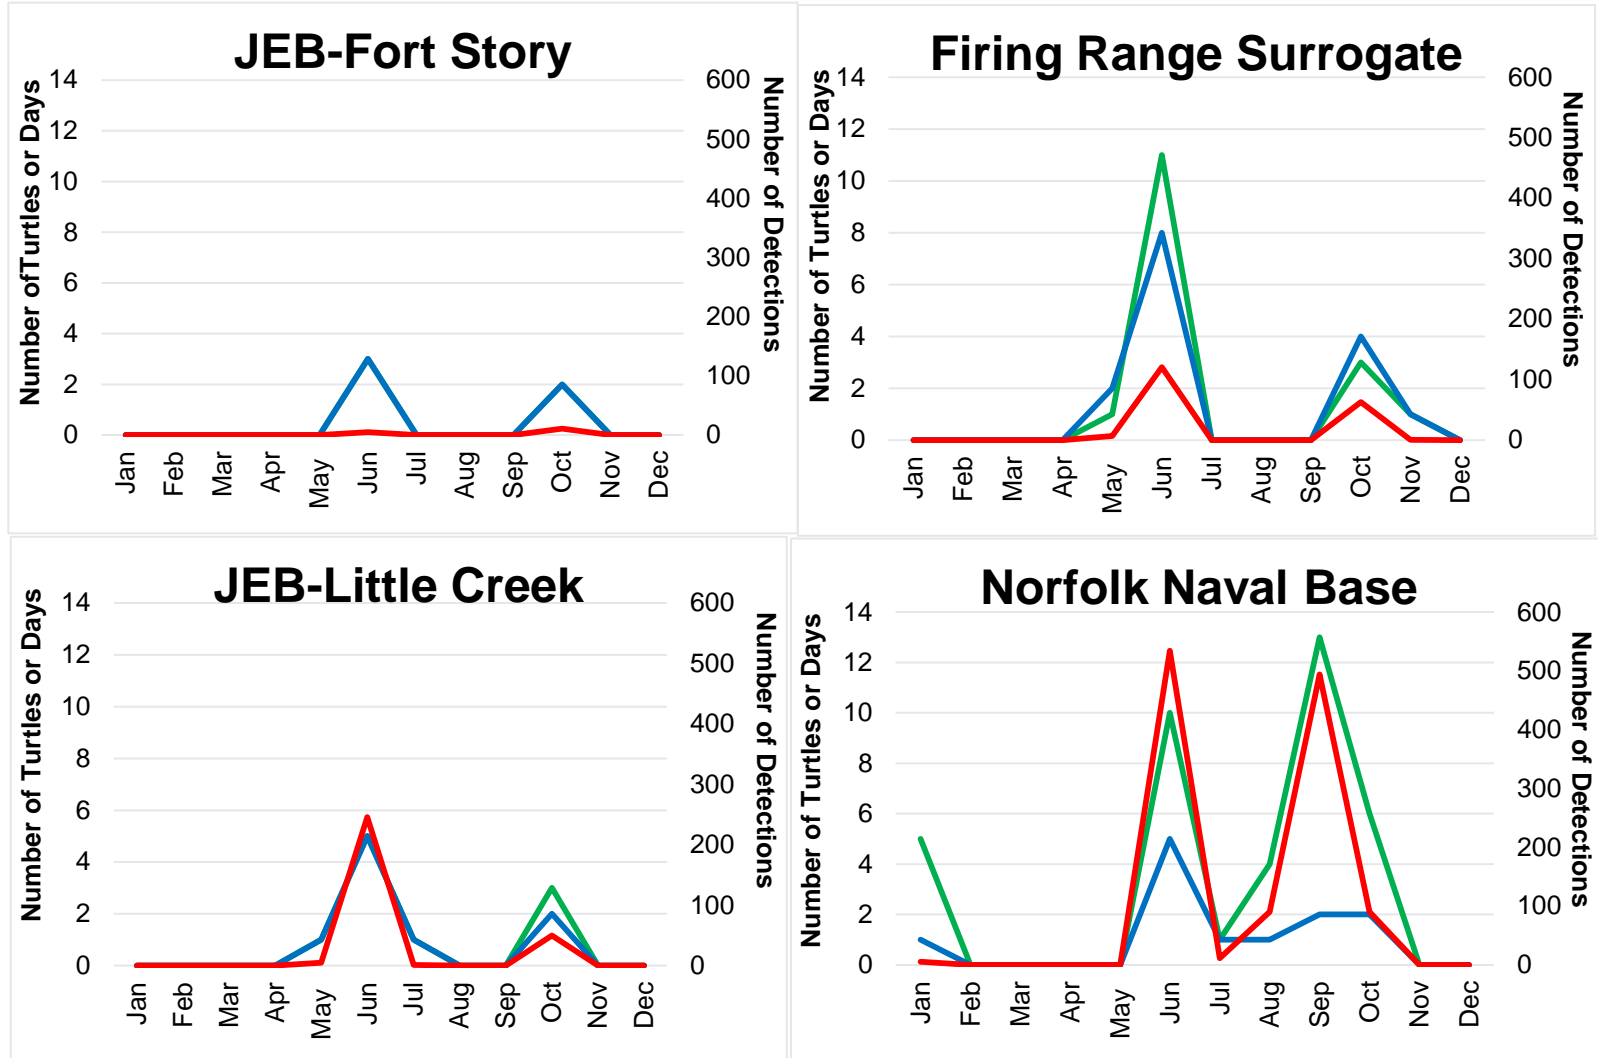 JEB-Fort Story
Number ofTurtles or Days
14
12
10
8
6
4
2
0
600
500
400
300
200
100
0
Number of Detections
Jan
Feb
Mar
Apr
May
Jun
Jul
Aug
Sep
Oct
Nov
Dec
Firing Range Surrogate
Number of Turtles or Days
14
12
10
8
6
4
2
0
600
500
400
300
200
100
0
Number of Detections
Jan
Feb
Mar
Apr
May
Jun
Jul
Aug
Sep
Oct
Nov
Dec
JEB-Little Creek
Number of Turtles or Days
14
12
10
8
6
4
2
0
600
500
400
300
200
100
0
Number of Detections
Jan
Feb
Mar
Apr
May
Jun
Jul
Aug
Sep
Oct
Nov
Dec
Norfolk Naval Base
Number of Turtles or Days
14
12
10
8
6
4
2
0
600
500
400
300
200
100
0
Number of Detections
Jan
Feb
Mar
Apr
May
Jun
Jul
Aug
Sep
Oct
Nov
Dec